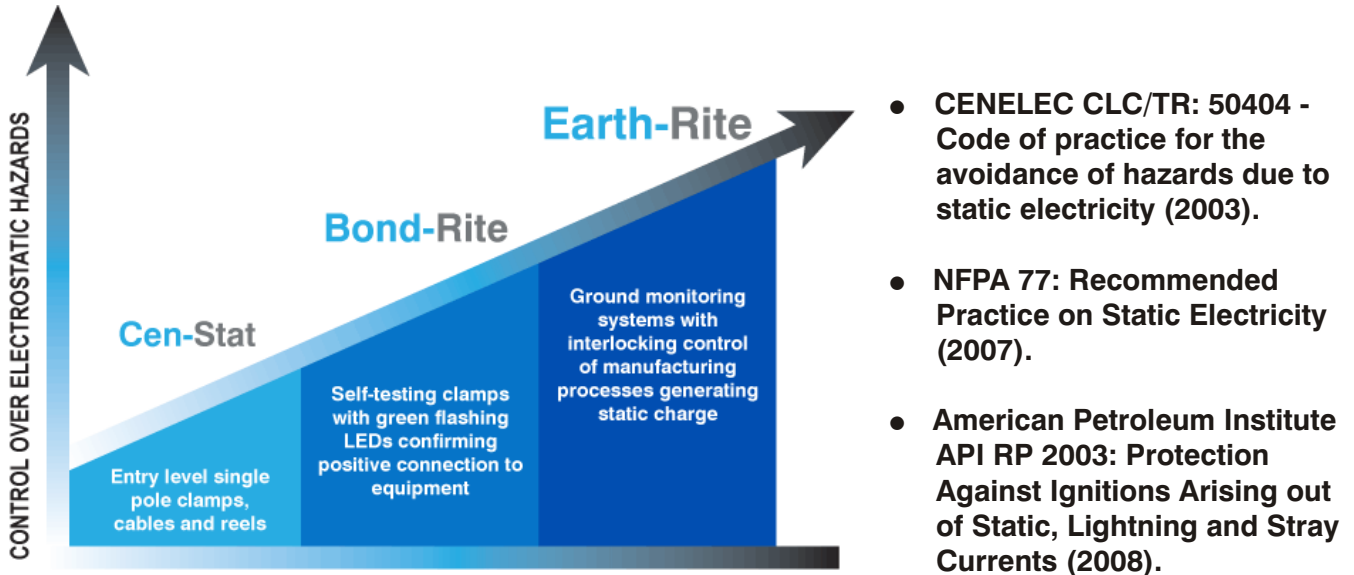 CONTROL OVER ELECTROSTATIC HAZARDS
Cen-Stat
Entry level single
pole clamps,
cables and reels
Bond-Rite
Self-testing clamps
with green flashing
LEDs confirming
positive connection to
equipment
Earth-Rite
Ground monitoring
systems with
interlocking control
of manufacturing
processes generating
static charge
● CENELEC CLC/TR: 50404 -
Code of practice for the
avoidance of hazards due to
static electricity (2003).
● NFPA 77: Recommended
Practice on Static Electricity
(2007).
● American Petroleum Institute
API RP 2003: Protection
Against Ignitions Arising out
of Static, Lightning and Stray
Currents (2008).